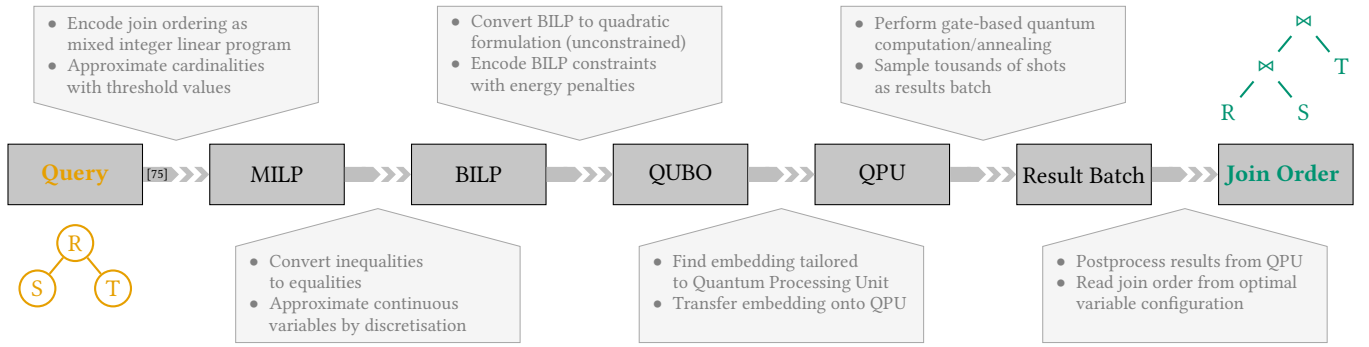 ● Encode join ordering as
mixed integer linear program
● Approximate cardinalities
with threshold values
● Convert BILP to quadratic
formulation (unconstrained)
● Encode BILP constraints
with energy penalties
● Perform gate-based quantum
computation/annealing
● Sample tousands of shots
as results batch
⋈
⋈ T
R S
Query [75] MILP BILP QUBO QPU Result Batch Join Order
R
S T
● Convert inequalities
to equalities
● Approximate continuous
variables by discretisation
● Find embedding tailored
to Quantum Processing Unit
● Transfer embedding onto QPU
● Postprocess results from QPU
● Read join order from optimal
variable configuration